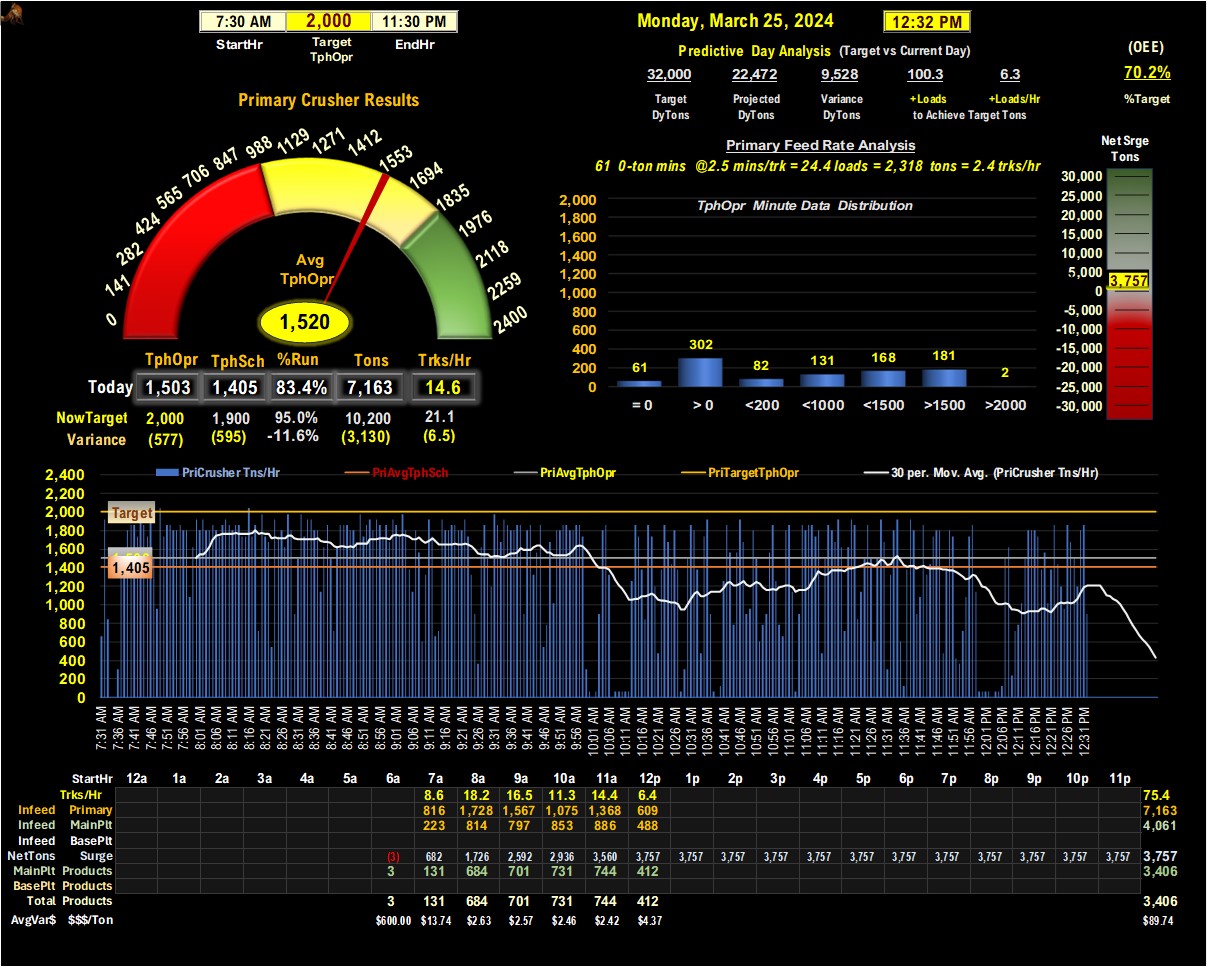 7:30 AM 2,000 11:30 PM
StartHr Target TphOpr EndHr
Monday, March 25, 2024 12:32 PM
Predictive Day Analysis (Target vs Current Day)
(OEE)
32,000 22,472 9,528 100.3 6.3
70.2%
Target DyTons Projected DyTons Variance DyTons +Loads +Loads/Hr to Achieve Target Tons
%Target
Primary Crusher Results
0 141 282 424 565 706 847 988 1129 1271 1412 1553 1694 1835 1976 2118 2259 2400
Avg
TphOpr
1,520
Primary Feed Rate Analysis
61 0-ton mins @2.5 mins/trk = 24.4 loads = 2,318 tons = 2.4 trks/hr
TphOpr Minute Data Distribution
2,000
1,800
1,600
1,400
1,200
1,000
800
600
400
200
0
61 302 82 131 168 181 2
= 0 > 0 <200 <1000 <1500 >1500 >2000
Net Srge
Tons
30,000
25,000
20,000
15,000
10,000
5,000
3,757
0
-5,000
-10,000
-15,000
-20,000
-25,000
-30,000
TphOpr TphSch %Run Tons Trks/Hr
Today 1,503 1,405 83.4% 7,163 14.6
NowTarget 2,000 1,900 95.0% 10,200 21.1
Variance (577) (595) -11.6% (3,130) (6.5)
PriCrusher Tns/Hr PriAvgTphSch PriAvgTphOpr PriTargetTphOpr 30 per. Mov. Avg. (PriCrusher Tns/Hr)
2,400
2,200
2,000
1,800
1,600
1,400
1,200
1,000
800
600
400
200
0
Target
1,405
7:31 AM 7:36 AM 7:41 AM 7:46 AM 7:51 AM 7:56 AM 8:01 AM 8:06 AM 8:11 AM 8:16 AM 8:21 AM 8:26 AM 8:31 AM 8:36 AM 8:41 AM 8:46 AM 8:51 AM 8:56 AM 9:01 AM 9:06 AM 9:11 AM 9:16 AM 9:21 AM 9:26 AM 9:31 AM 9:36 AM 9:41 AM 9:46 AM 9:51 AM 9:56 AM 10:01 AM 10:06 AM 10:11 AM 10:16 AM 10:21 AM 10:26 AM 10:31 AM 10:36 AM 10:41 AM 10:46 AM 10:51 AM 10:56 AM 11:01 AM 11:06 AM 11:11 AM 11:16 AM 11:21 AM 11:26 AM 11:31 AM 11:36 AM 11:41 AM 11:46 AM 11:51 AM 11:56 AM 12:01 PM 12:06 PM 12:11 PM 12:16 PM 12:21 PM 12:26 PM 12:31 PM
StartHr 12a 1a 2a 3a 4a 5a 6a 7a 8a 9a 10a 11a 12p 1p 2p 3p 4p 5p 6p 7p 8p 9p 10p 11p
Trks/Hr 8.6 18.2 16.5 11.3 14.4 6.4 75.4
Infeed Primary 816 1,728 1,567 1,075 1,368 609 7,163
Infeed MainPlt 223 814 797 853 886 488 4,061
Infeed BasePlt
NetTons Surge (3) 682 1,726 2,592 2,936 3,560 3,757 3,757 3,757 3,757 3,757 3,757 3,757 3,757 3,757 3,757 3,757 3,757 3,757
MainPlt Products 3 131 684 701 731 744 412 3,406
BasePlt Products
Total Products 3 131 684 701 731 744 412 3,406
AvgVar$ $$$/Ton $600.00 $13.74 $2.63 $2.57 $2.46 $2.42 $4.37 $89.74